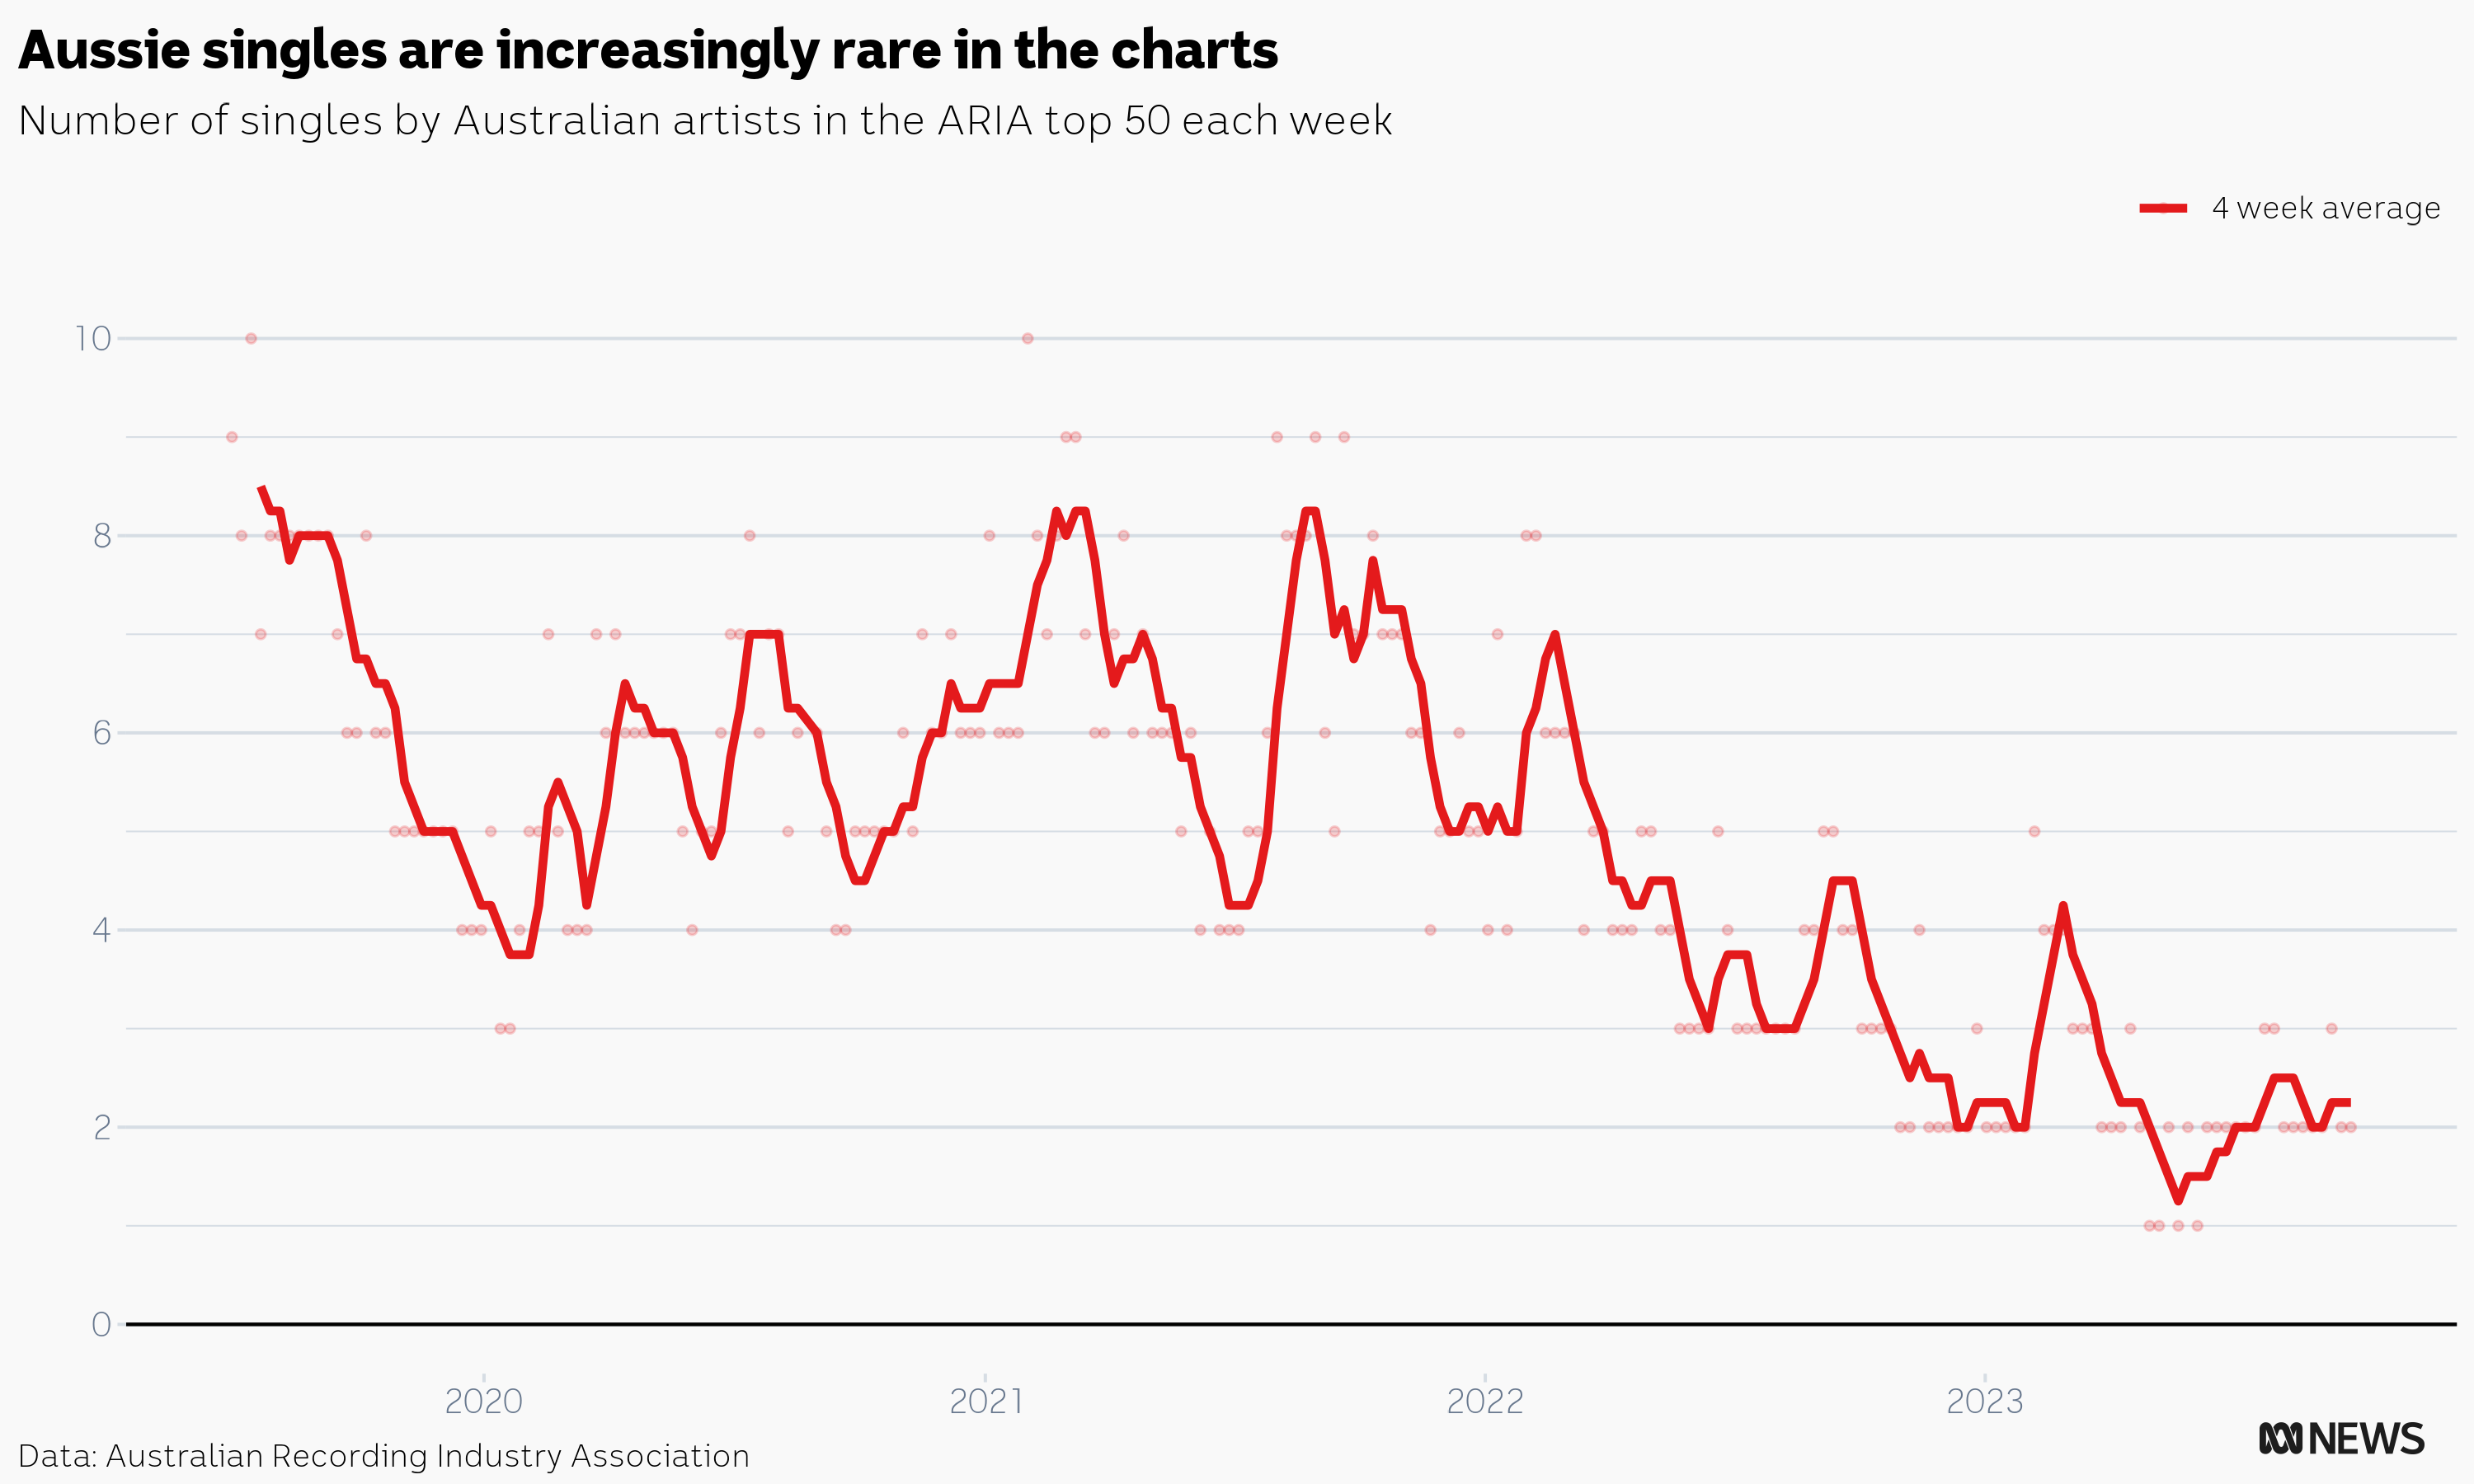 Aussie singles are increasingly rare in the charts
Number of singles by Australian artists in the ARIA top 50 each week
4 week average
10
8
6
4
2
0
2020 2021 2022 2023
Data: Australian Recording Industry Association
NEWS